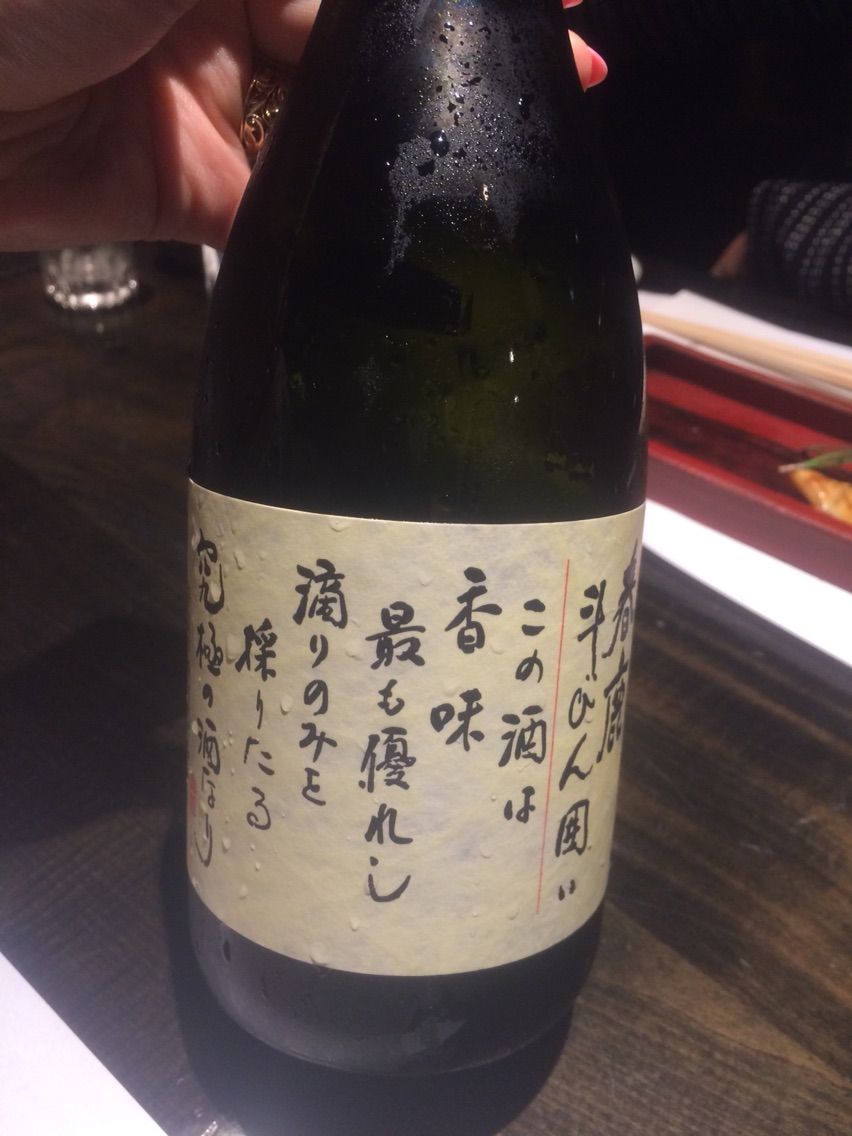 春鹿
斗びん囲い
この酒は
香味
最も優れし
滴りのみを
採りたる
究極の酒なり